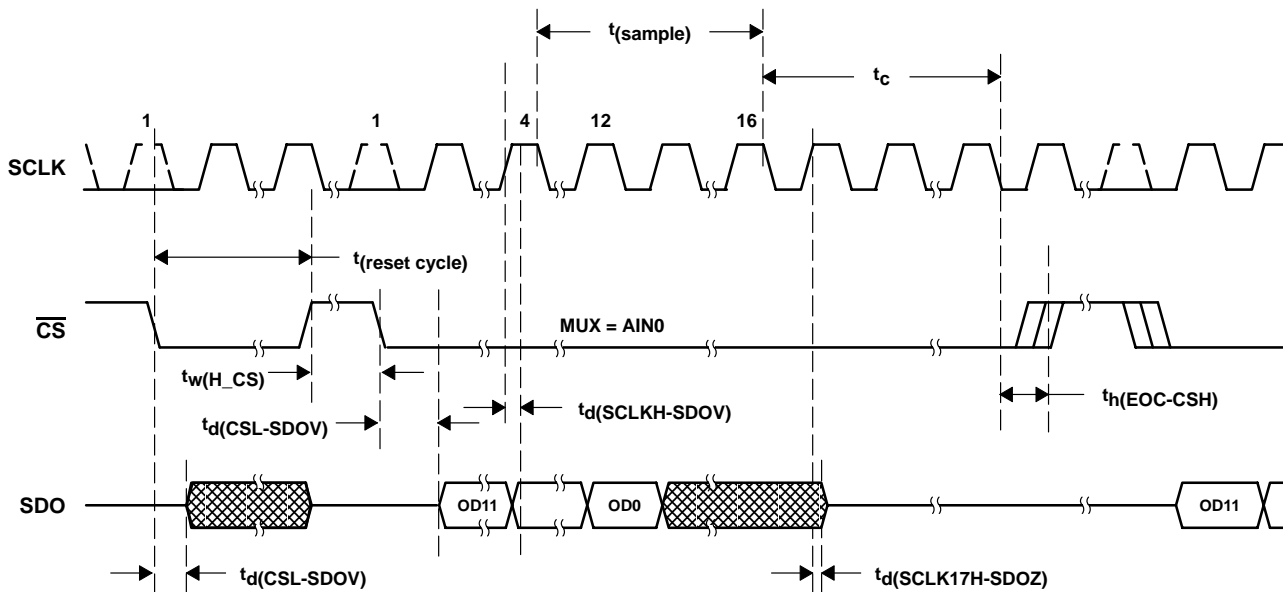 t(sample)
tc
1 1 4 12 16
SCLK
t(reset cycle)
CS
MUX = AIN0
tw(H_CS)
td(SCLKH-SDOV)
th(EOC-CSH)
td(CSL-SDOV)
SDO
OD11 OD0 OD11
td(CSL-SDOV)
td(SCLK17H-SDOZ)